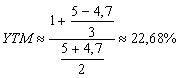 YTM ≈ (1 + (5 − 4,7)/3) / ((5 + 4,7)/2) ≈ 22,68%